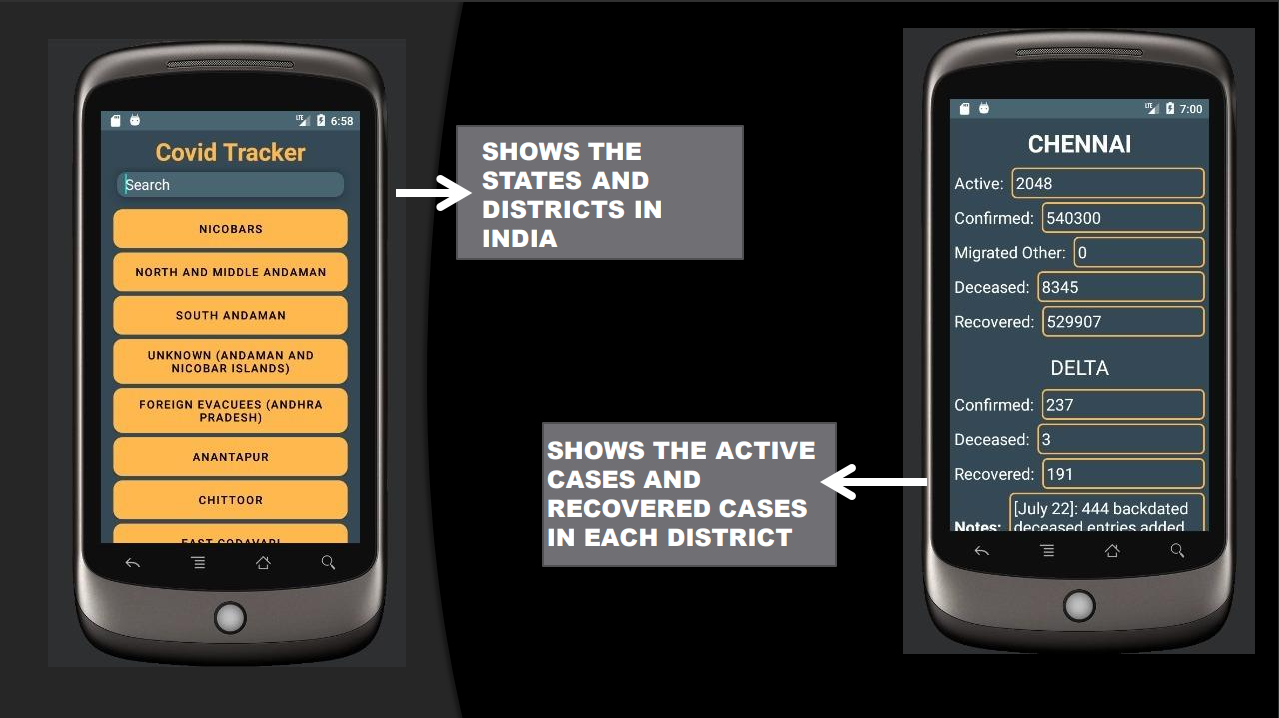 6:58
Covid Tracker
Search
NICOBARS
NORTH AND MIDDLE ANDAMAN
SOUTH ANDAMAN
UNKNOWN (ANDAMAN AND
NICOBAR ISLANDS)
FOREIGN EVACUEES (ANDHRA
PRADESH)
ANANTAPUR
CHITTOOR
EAST GODAVARI
SHOWS THE
STATES AND
DISTRICTS IN
INDIA
SHOWS THE ACTIVE
CASES AND
RECOVERED CASES
IN EACH DISTRICT
LTE 7:00
CHENNAI
Active: 2048
Confirmed: 540300
Migrated Other: 0
Deceased: 8345
Recovered: 529907
DELTA
Confirmed: 237
Deceased: 3
Recovered: 191
[July 22]: 444 backdated
Notes: deceased entries added